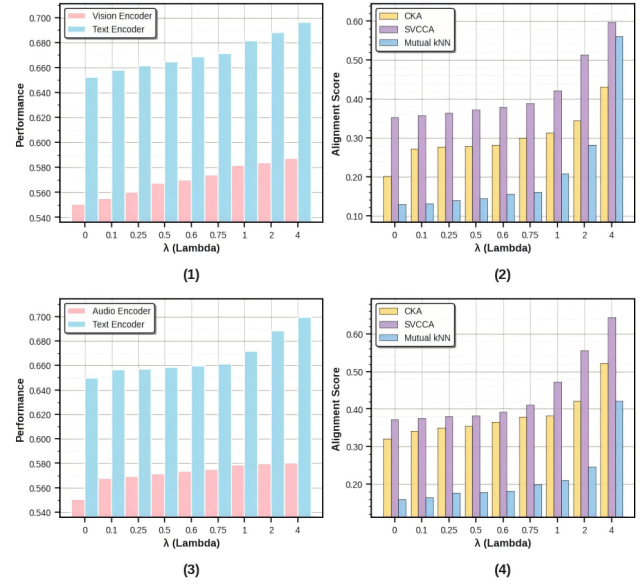 Vision Encoder
Text Encoder
Performance
0.700
0.680
0.660
0.640
0.620
0.600
0.580
0.560
0.540
0 0.1 0.25 0.5 0.6 0.75 1 2 4
λ (Lambda)
(1)
CKA
SVCCA
Mutual kNN
Alignment Score
0.60
0.50
0.40
0.30
0.20
0.10
0 0.1 0.25 0.5 0.6 0.75 1 2 4
λ (Lambda)
(2)
Audio Encoder
Text Encoder
Performance
0.700
0.680
0.660
0.640
0.620
0.600
0.580
0.560
0.540
0 0.1 0.25 0.5 0.6 0.75 1 2 4
λ (Lambda)
(3)
CKA
SVCCA
Mutual kNN
Alignment Score
0.60
0.50
0.40
0.30
0.20
0 0.1 0.25 0.5 0.6 0.75 1 2 4
λ (Lambda)
(4)